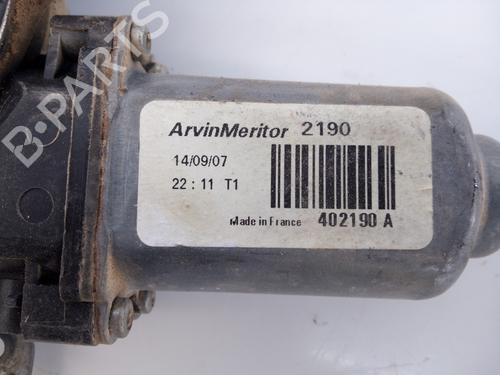 B-PARTS
ArvinMeritor 2190
14/09/07
22 : 11 T1
Made in France 402190 A